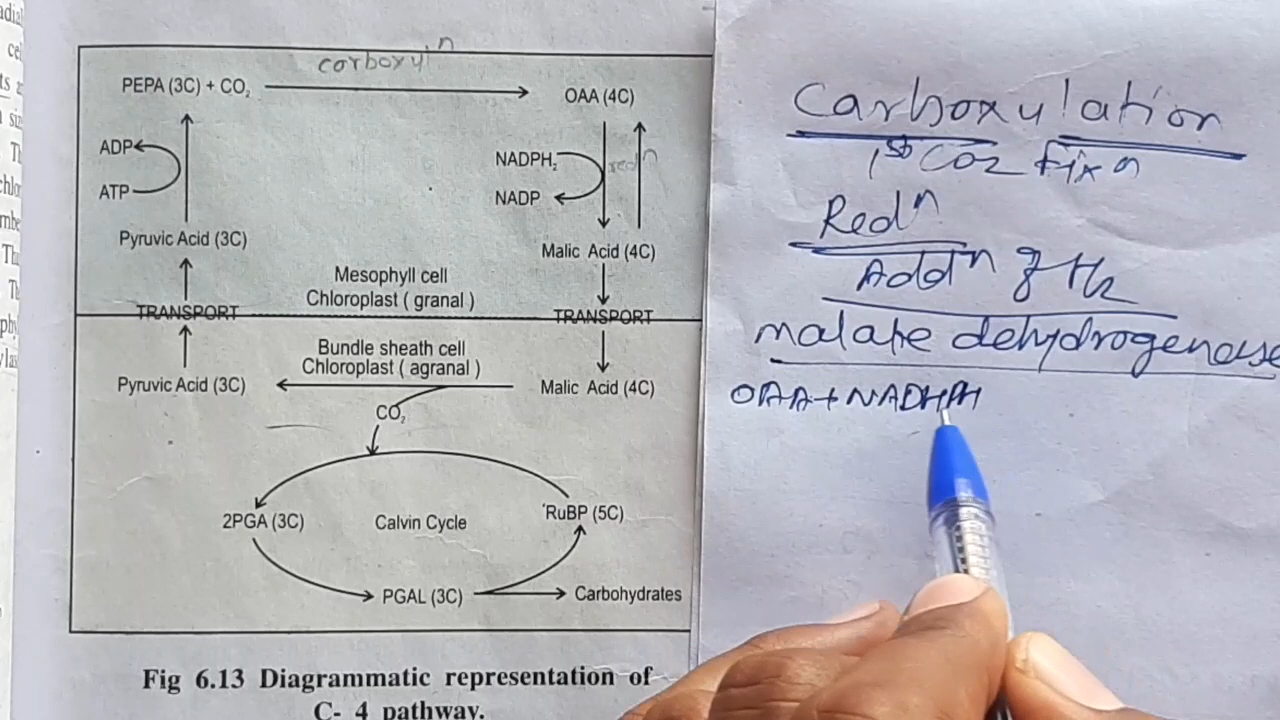 carboxylⁿ
PEPA (3C) + CO₂
OAA (4C)
ADP
ATP
NADPH₂
redⁿ
NADP
Pyruvic Acid (3C)
Malic Acid (4C)
Mesophyll cell
Chloroplast ( granal )
TRANSPORT
TRANSPORT
Bundle sheath cell
Chloroplast ( agranal )
Pyruvic Acid (3C)
Malic Acid (4C)
CO₂
2PGA (3C)
Calvin Cycle
RuBP (5C)
PGAL (3C)
Carbohydrates
Fig 6.13 Diagrammatic representation of
C- 4 pathway.
Carboxylation
1st CO2 Fixn
Redⁿ
Addⁿ of H2
malate dehydrogenase
OAA+NADHPH